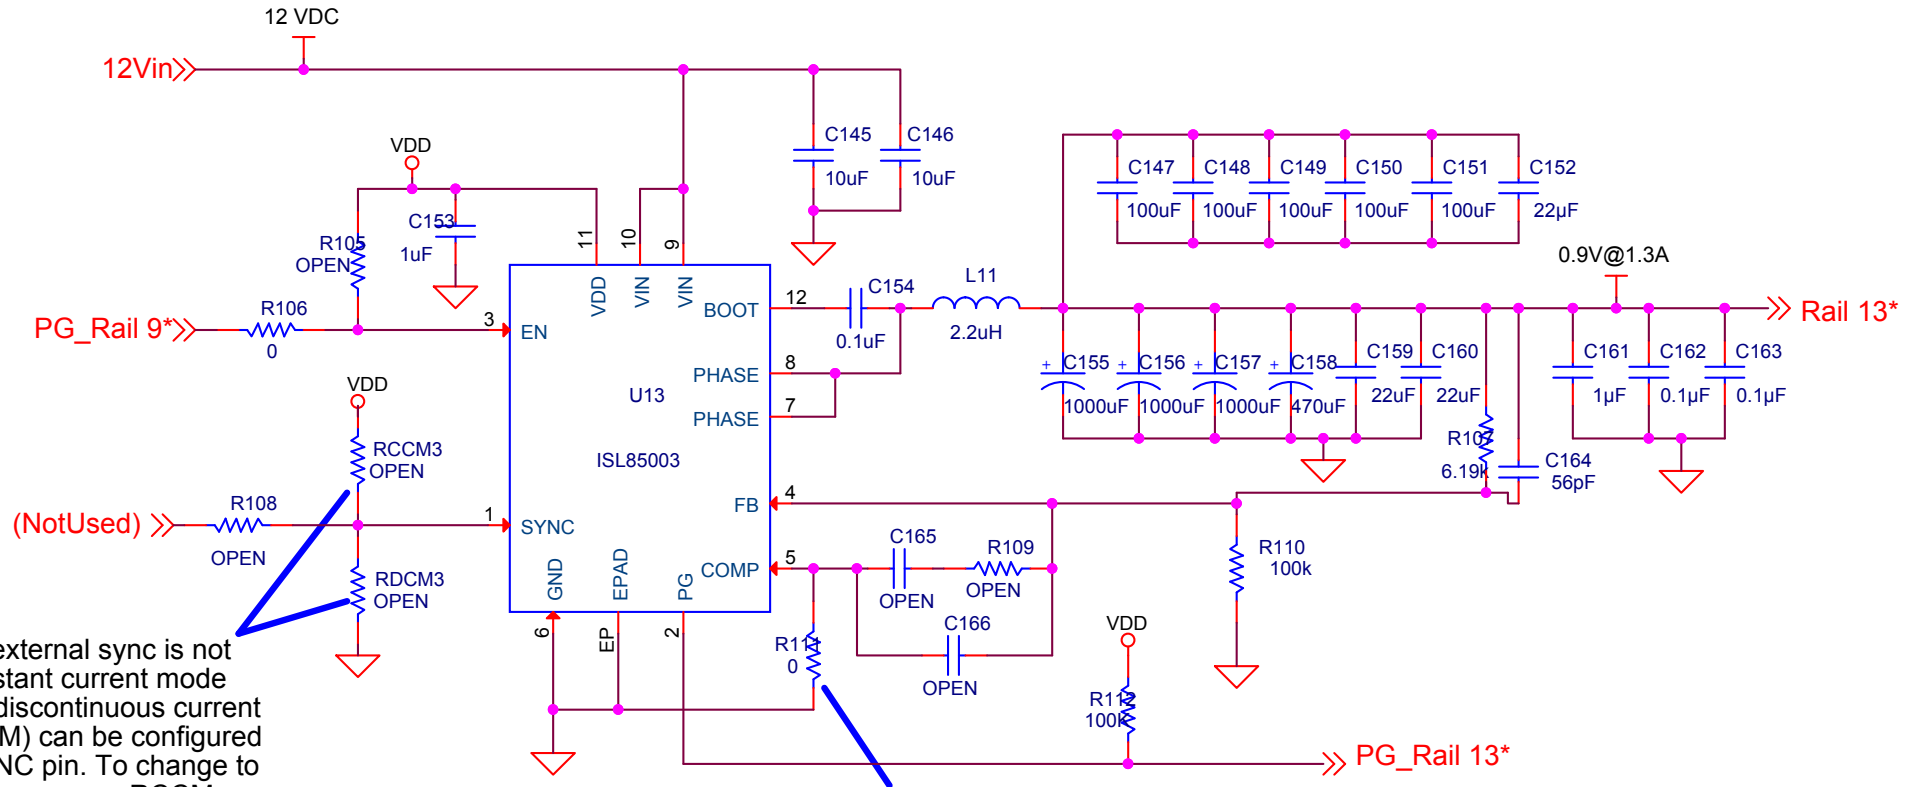 12 VDC
12Vin
VDD
C145
10uF
C146
10uF
C147
100uF
C148
100uF
C149
100uF
C150
100uF
C151
100uF
C152
22µF
R105
OPEN
C153
1uF
11
10
9
VDD
VIN
VIN
0.9V@1.3A
R106
0
PG_Rail 9*
3
EN
BOOT
12
C154
0.1uF
L11
2.2uH
Rail 13*
PHASE
8
PHASE
7
U13
ISL85003
C155
1000uF
C156
1000uF
C157
1000uF
C158
470uF
C159
22uF
C160
22uF
C161
1µF
C162
0.1µF
C163
0.1µF
R107
6.19k
C164
56pF
VDD
RCCM3
OPEN
R108
OPEN
(NotUsed)
1
SYNC
RDCM3
OPEN
FB
4
COMP
5
C165
OPEN
R109
OPEN
C166
OPEN
R110
100k
GND
EPAD
PG
6
EP
2
R111
0
VDD
R112
100K
PG_Rail 13*
external sync is not
stant current mode
discontinuous current
M) can be configured
NC pin. To change to